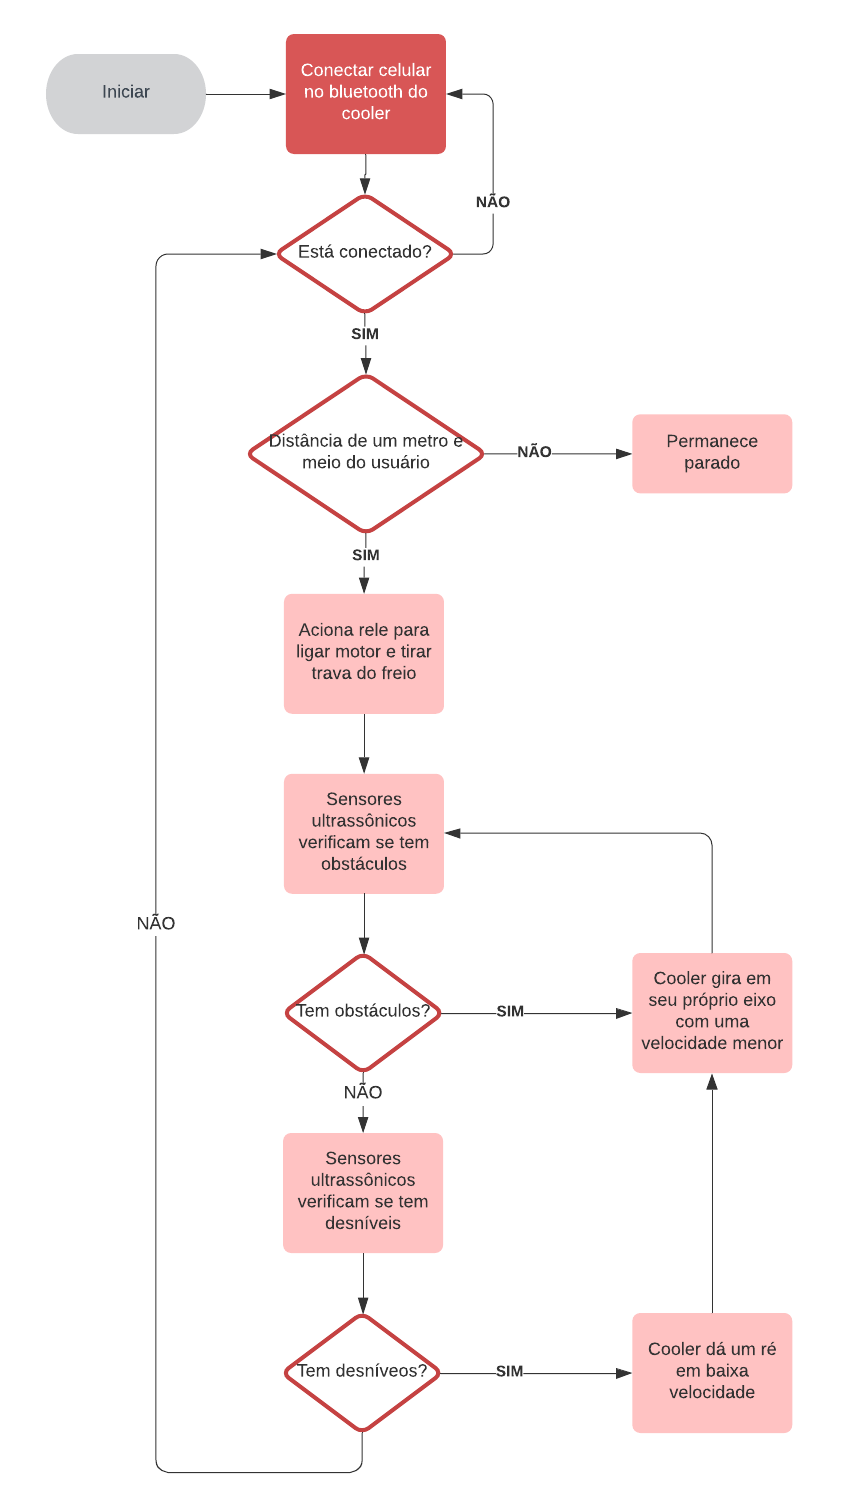 Iniciar
Conectar celular
no bluetooth do
cooler
NÃO
Está conectado?
SIM
Distância de um metro e
meio do usuário
NÃO
Permanece
parado
SIM
Aciona rele para
ligar motor e tirar
trava do freio
Sensores
ultrassônicos
verificam se tem
obstáculos
NÃO
Tem obstáculos?
SIM
Cooler gira em
seu próprio eixo
com uma
velocidade menor
NÃO
Sensores
ultrassônicos
verificam se tem
desníveis
Tem desníveos?
SIM
Cooler dá um ré
em baixa
velocidade